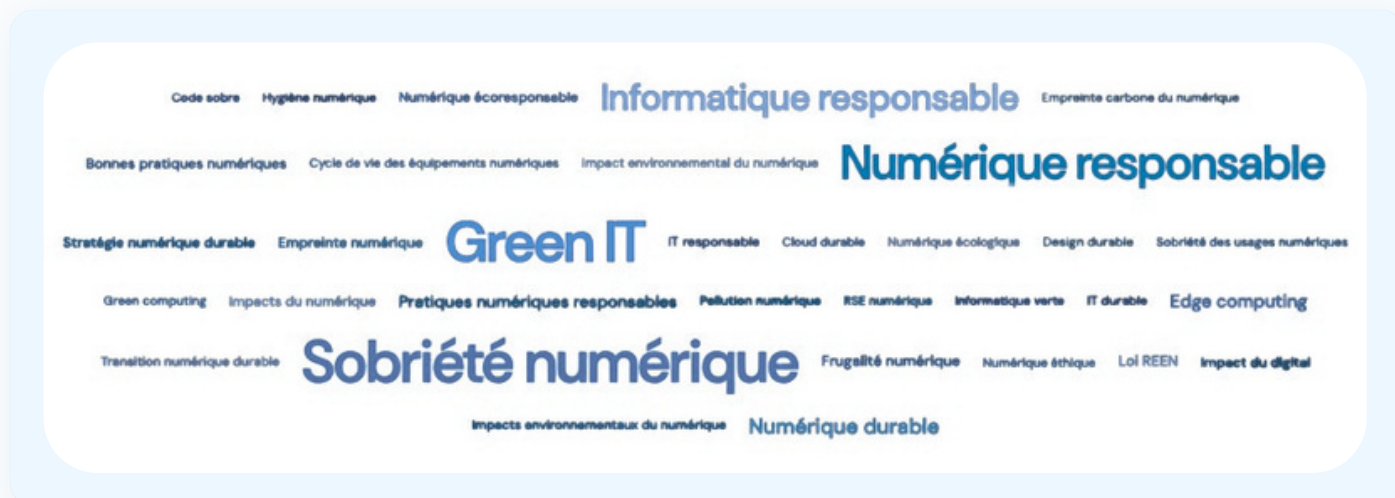 Code sobre Hygiène numérique Numérique écoresponsable Informatique responsable Empreinte carbone du numérique
Bonnes pratiques numériques Cycle de vie des équipements numériques Impact environnemental du numérique Numérique responsable
Stratégie numérique durable Empreinte numérique Green IT IT responsable Cloud durable Numérique écologique Design durable Sobriété des usages numériques
Green computing Impacts du numérique Pratiques numériques responsables Pollution numérique RSE numérique Informatique verte IT durable Edge computing
Transition numérique durable Sobriété numérique Frugalité numérique Numérique éthique Loi REEN Impact du digital
Impacts environnementaux du numérique Numérique durable